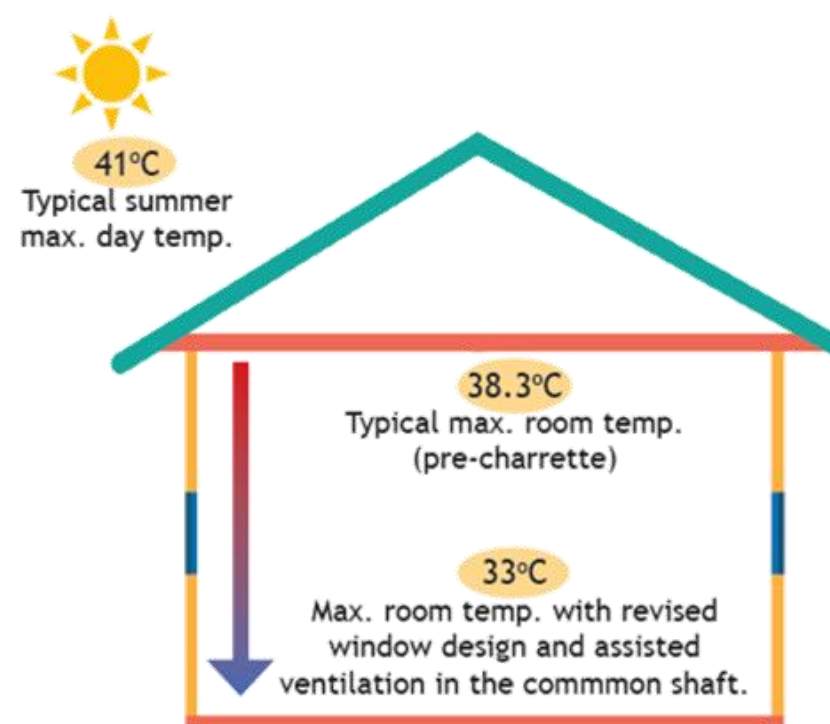 41°C
Typical summer
max. day temp.
38.3°C
Typical max. room temp.
(pre-charrette)
33°C
Max. room temp. with revised
window design and assisted
ventilation in the commmon shaft.